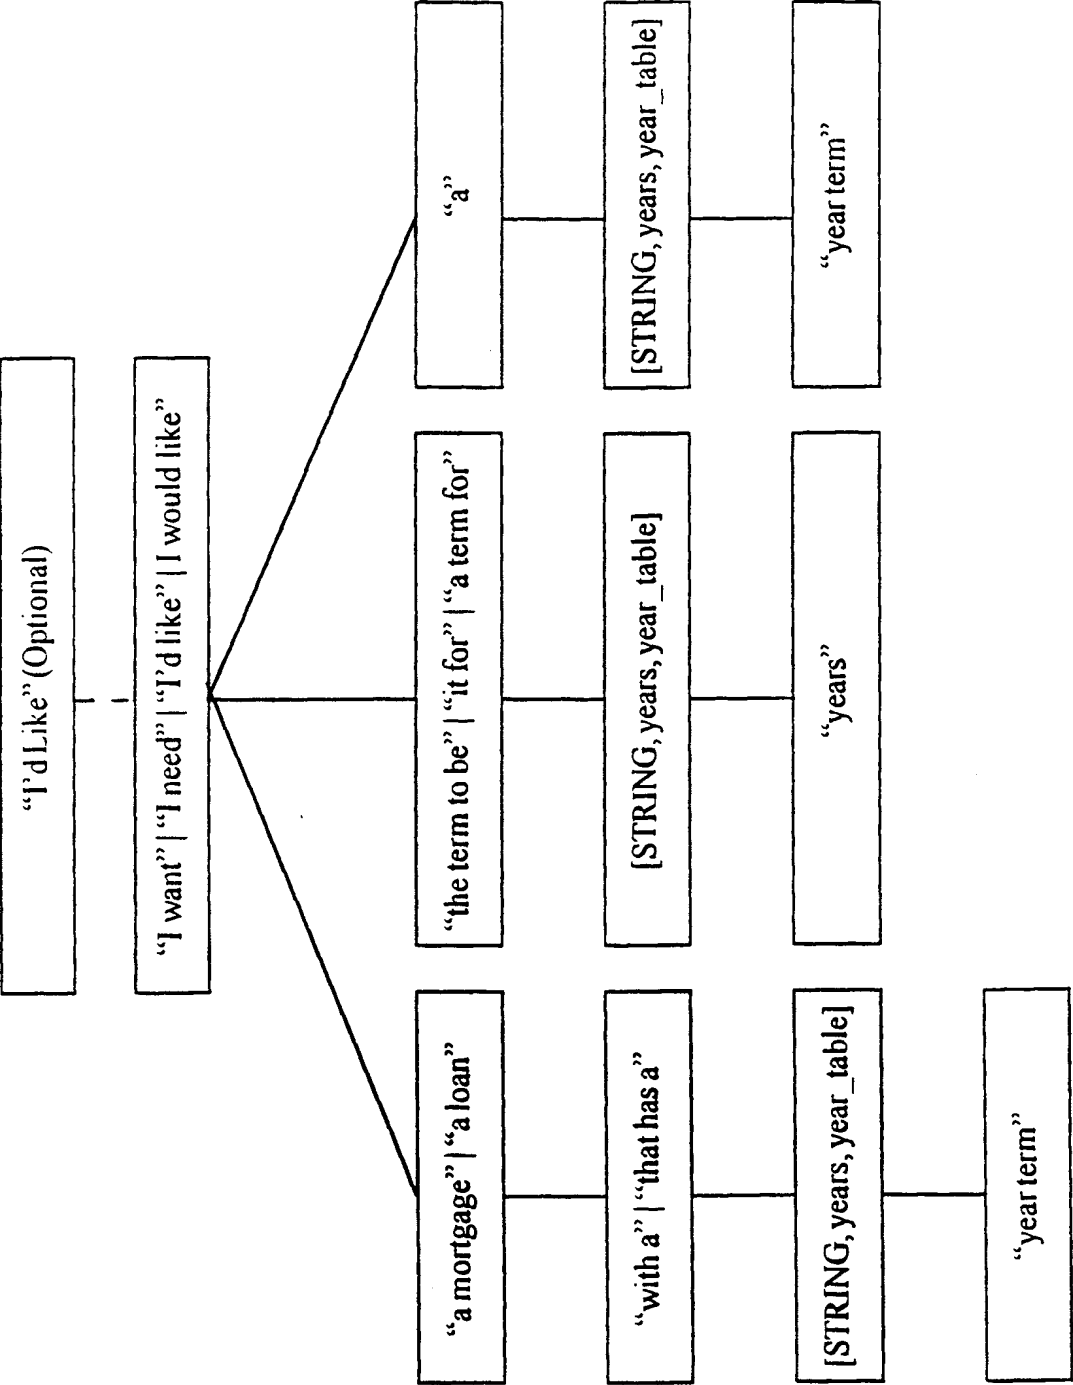 “I’d Like” (Optional)
“I want” | “I need” | “I’d like” | I would like”
“a mortgage” | “a loan”
“with a” | “that has a”
[STRING, years, year_table]
“year term”
“the term to be” | “it for” | “a term for”
[STRING, years, year_table]
“years”
“a”
[STRING, years, year_table]
“year term”